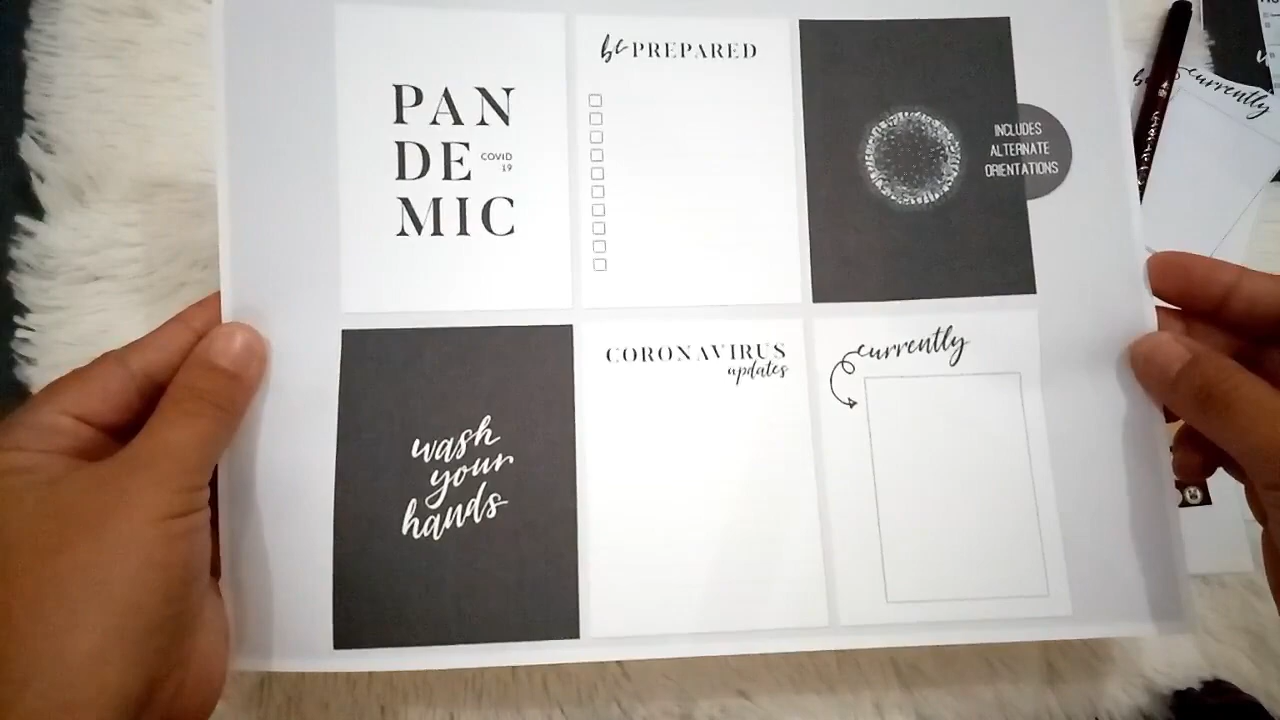 PAN
DE COVID 19
MIC
be PREPARED
INCLUDES
ALTERNATE
ORIENTATIONS
wash
your
hands
CORONAVIRUS
updates
currently
currently